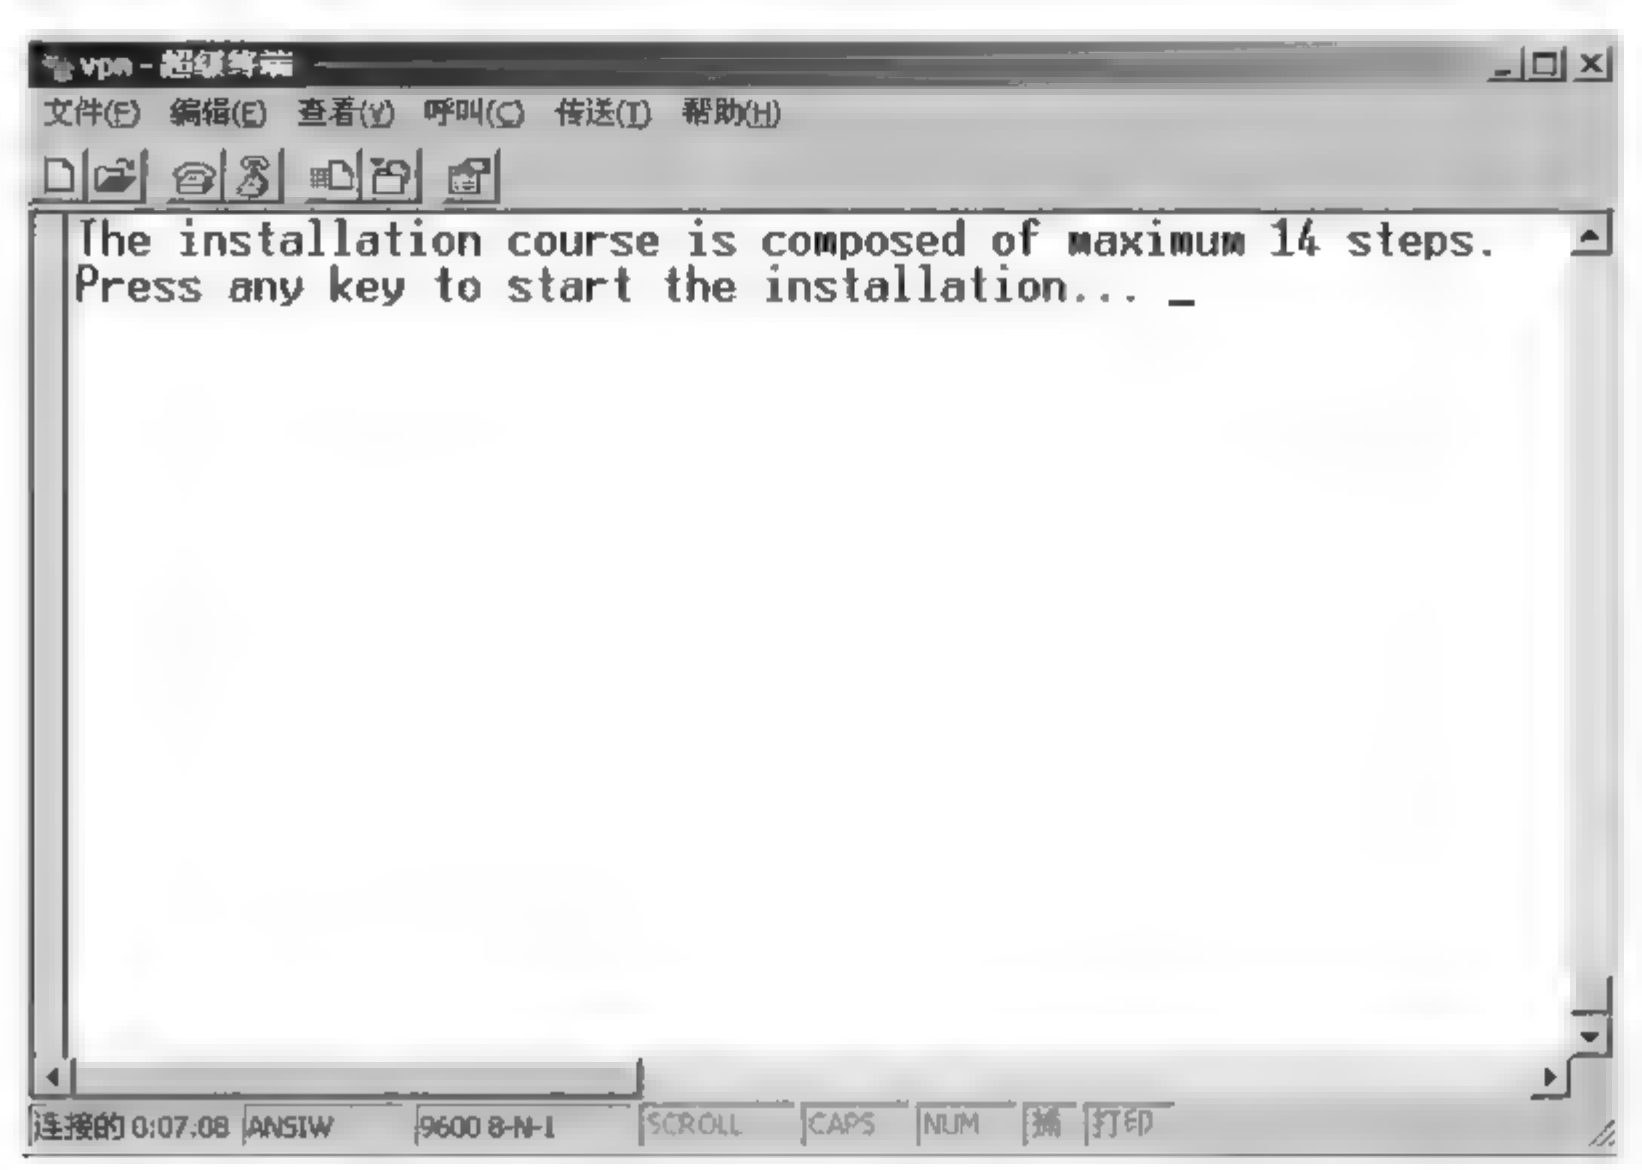 vpn - 超级终端
文件(F) 编辑(E) 查看(V) 呼叫(C) 传送(T) 帮助(H)
The installation course is composed of maximum 14 steps.
Press any key to start the installation... _
连接的 0:07:08 ANSIW 9600 8-N-1 SCROLL CAPS NUM 捕 打印